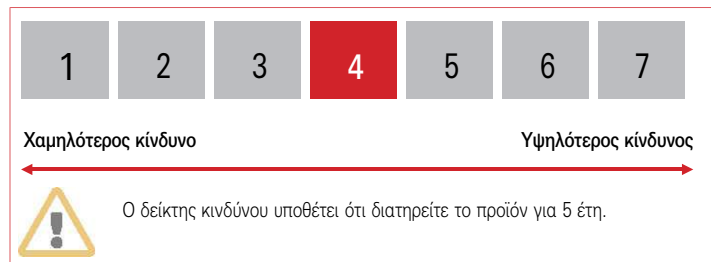 1 2 3 4 5 6 7
Χαμηλότερος κίνδυνο Υψηλότερος κίνδυνος
Ο δείκτης κινδύνου υποθέτει ότι διατηρείτε το προϊόν για 5 έτη.